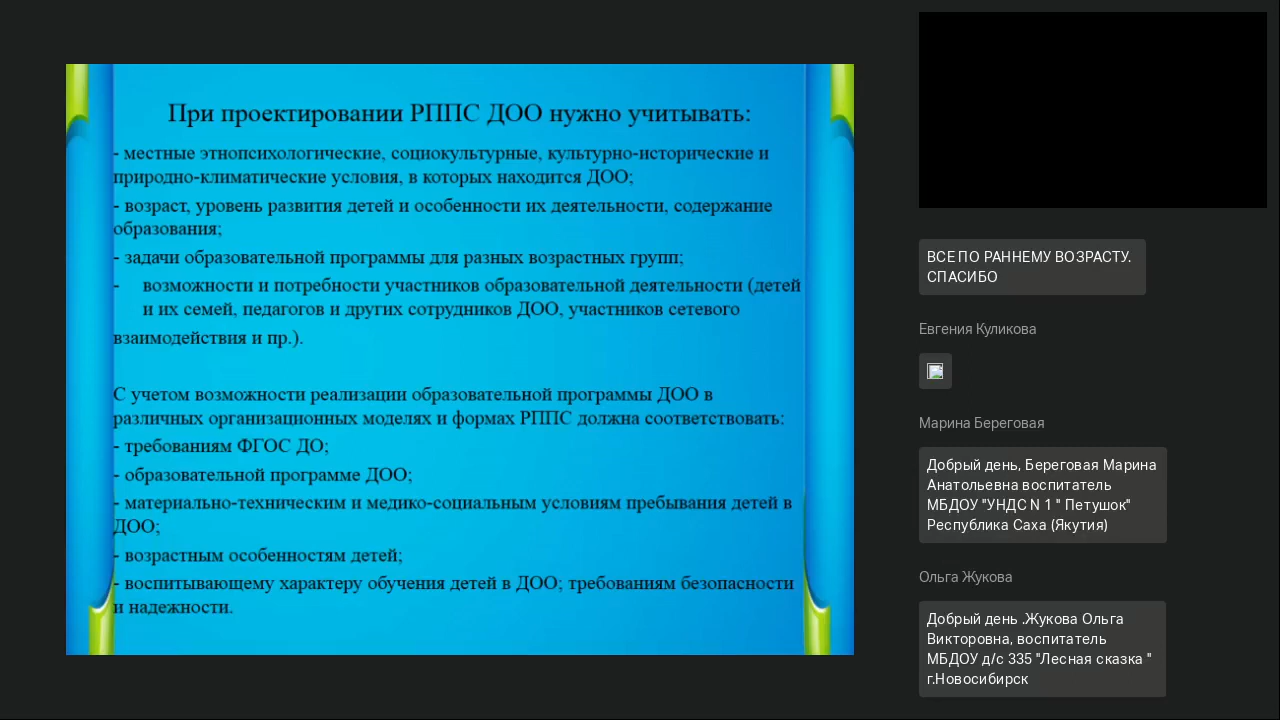 При проектировании РППС ДОО нужно учитывать:
- местные этнопсихологические, социокультурные, культурно-исторические и
природно-климатические условия, в которых находится ДОО;
- возраст, уровень развития детей и особенности их деятельности, содержание
образования;
- задачи образовательной программы для разных возрастных групп;
- возможности и потребности участников образовательной деятельности (детей
и их семей, педагогов и других сотрудников ДОО, участников сетевого
взаимодействия и пр.).
С учетом возможности реализации образовательной программы ДОО в
различных организационных моделях и формах РППС должна соответствовать:
- требованиям ФГОС ДО;
- образовательной программе ДОО;
- материально-техническим и медико-социальным условиям пребывания детей в
ДОО;
- возрастным особенностям детей;
- воспитывающему характеру обучения детей в ДОО; требованиям безопасности
и надежности.
ВСЕ ПО РАННЕМУ ВОЗРАСТУ.
СПАСИБО
Евгения Куликова
Марина Береговая
Добрый день, Береговая Марина
Анатольевна воспитатель
МБДОУ "УНДС N 1 " Петушок"
Республика Саха (Якутия)
Ольга Жукова
Добрый день .Жукова Ольга
Викторовна, воспитатель
МБДОУ д/с 335 "Лесная сказка "
г.Новосибирск